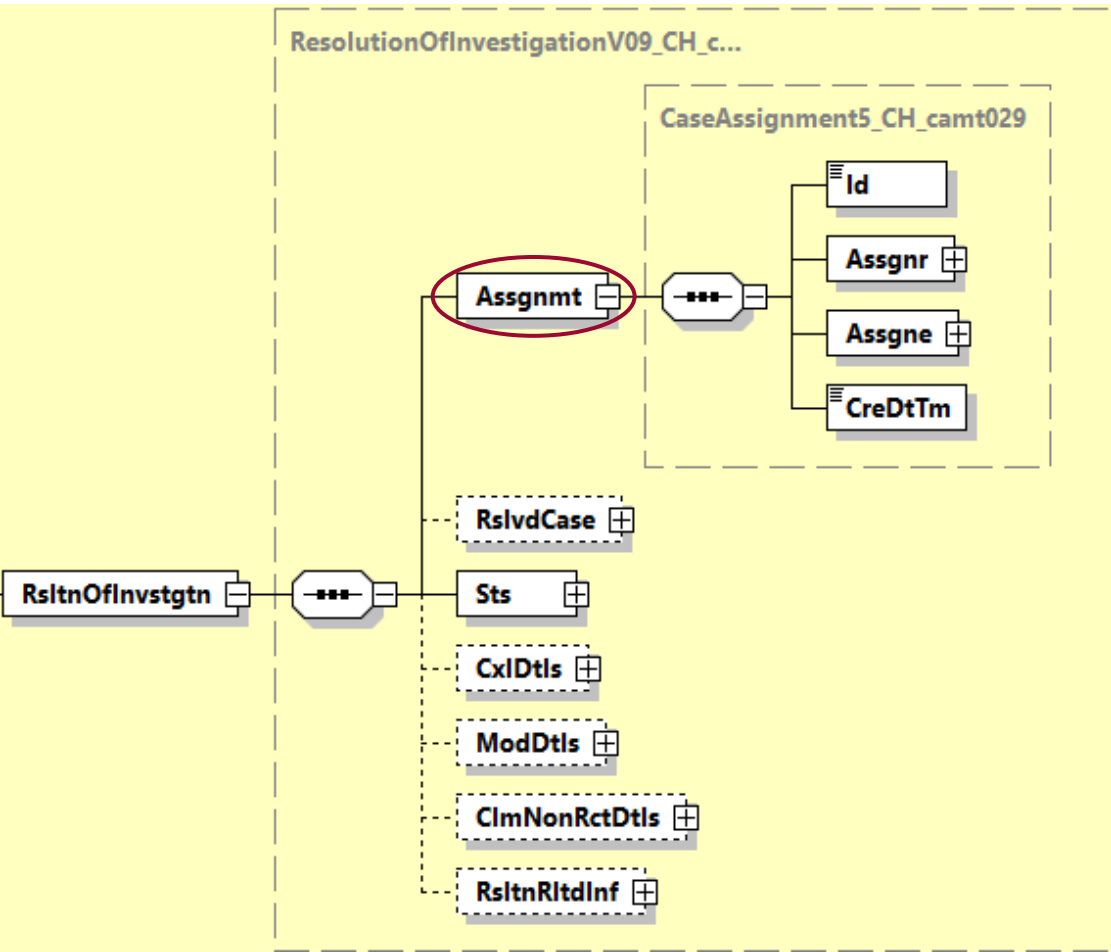 ResolutionOfInvestigationV09_CH_c...
CaseAssignment5_CH_camt029
Id
Assgnr
Assgnmt
Assgne
CreDtTm
RslvdCase
RsltnOfInvstgtn
Sts
CxlDtls
ModDtls
ClmNonRctDtls
RsltnRltdInf